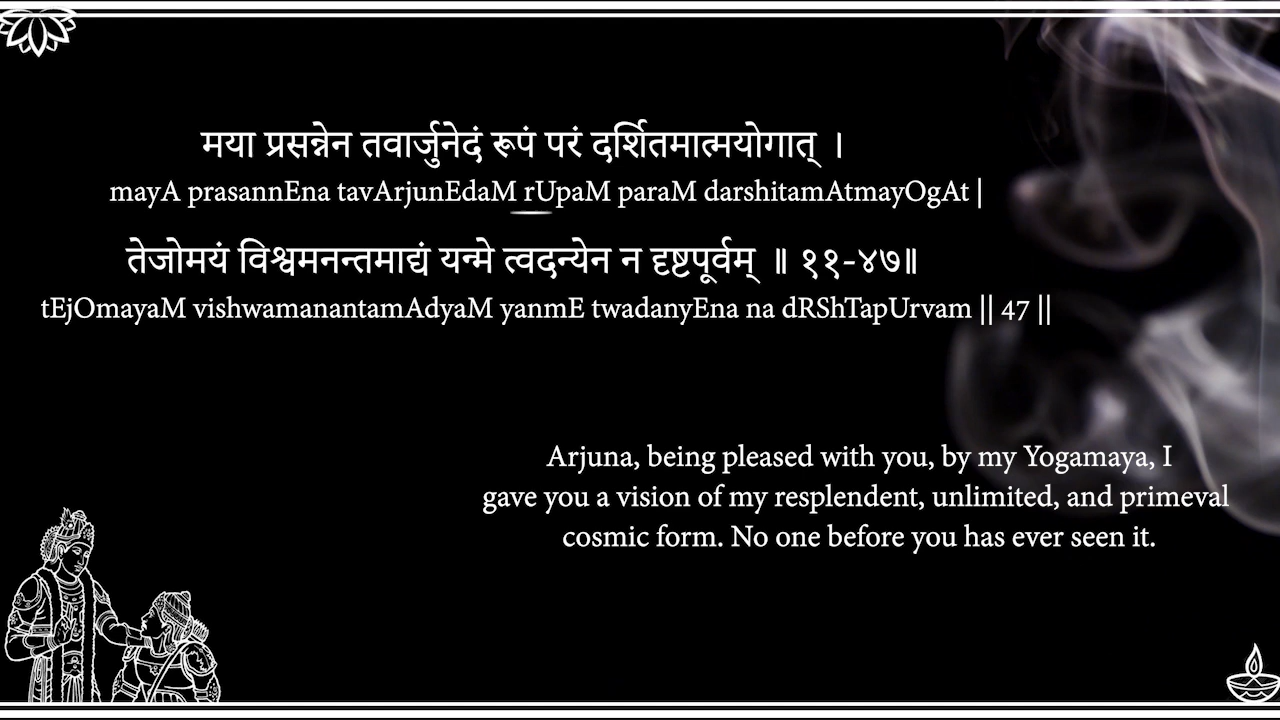 मया प्रसन्नेन तवार्जुनेदं रूपं परं दर्शितमात्मयोगात् ।
mayA prasannEna tavArjunEdaM rUpaM paraM darshitamAtmayOgAt |
तेजोमयं विश्वमनन्तमाद्यं यन्मे त्वदन्येन न दृष्टपूर्वम् ॥ ११-४७॥
tEjOmayaM vishwamanantamAdyaM yanmE twadanyEna na dRShTapUrvam || 47 ||
Arjuna, being pleased with you, by my Yogamaya, I
gave you a vision of my resplendent, unlimited, and primeval
cosmic form. No one before you has ever seen it.